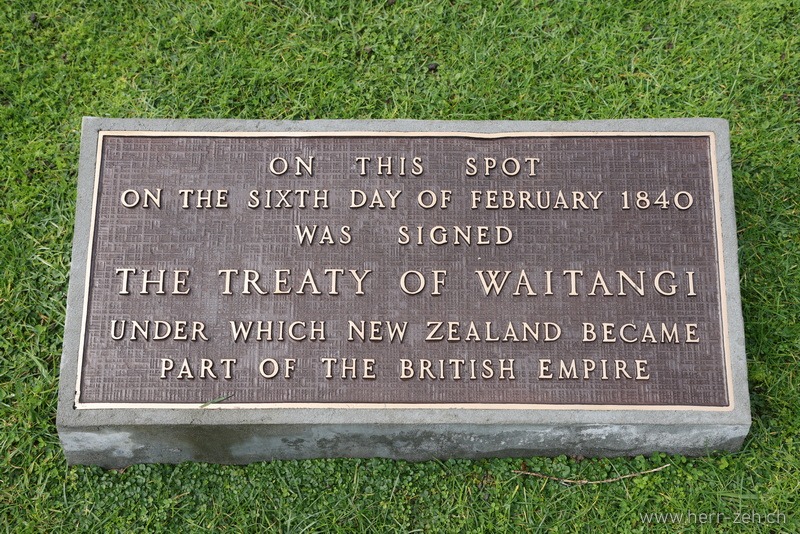 ON THIS SPOT
ON THE SIXTH DAY OF FEBRUARY 1840
WAS SIGNED
THE TREATY OF WAITANGI
UNDER WHICH NEW ZEALAND BECAME
PART OF THE BRITISH EMPIRE
www.herr-zeh.ch